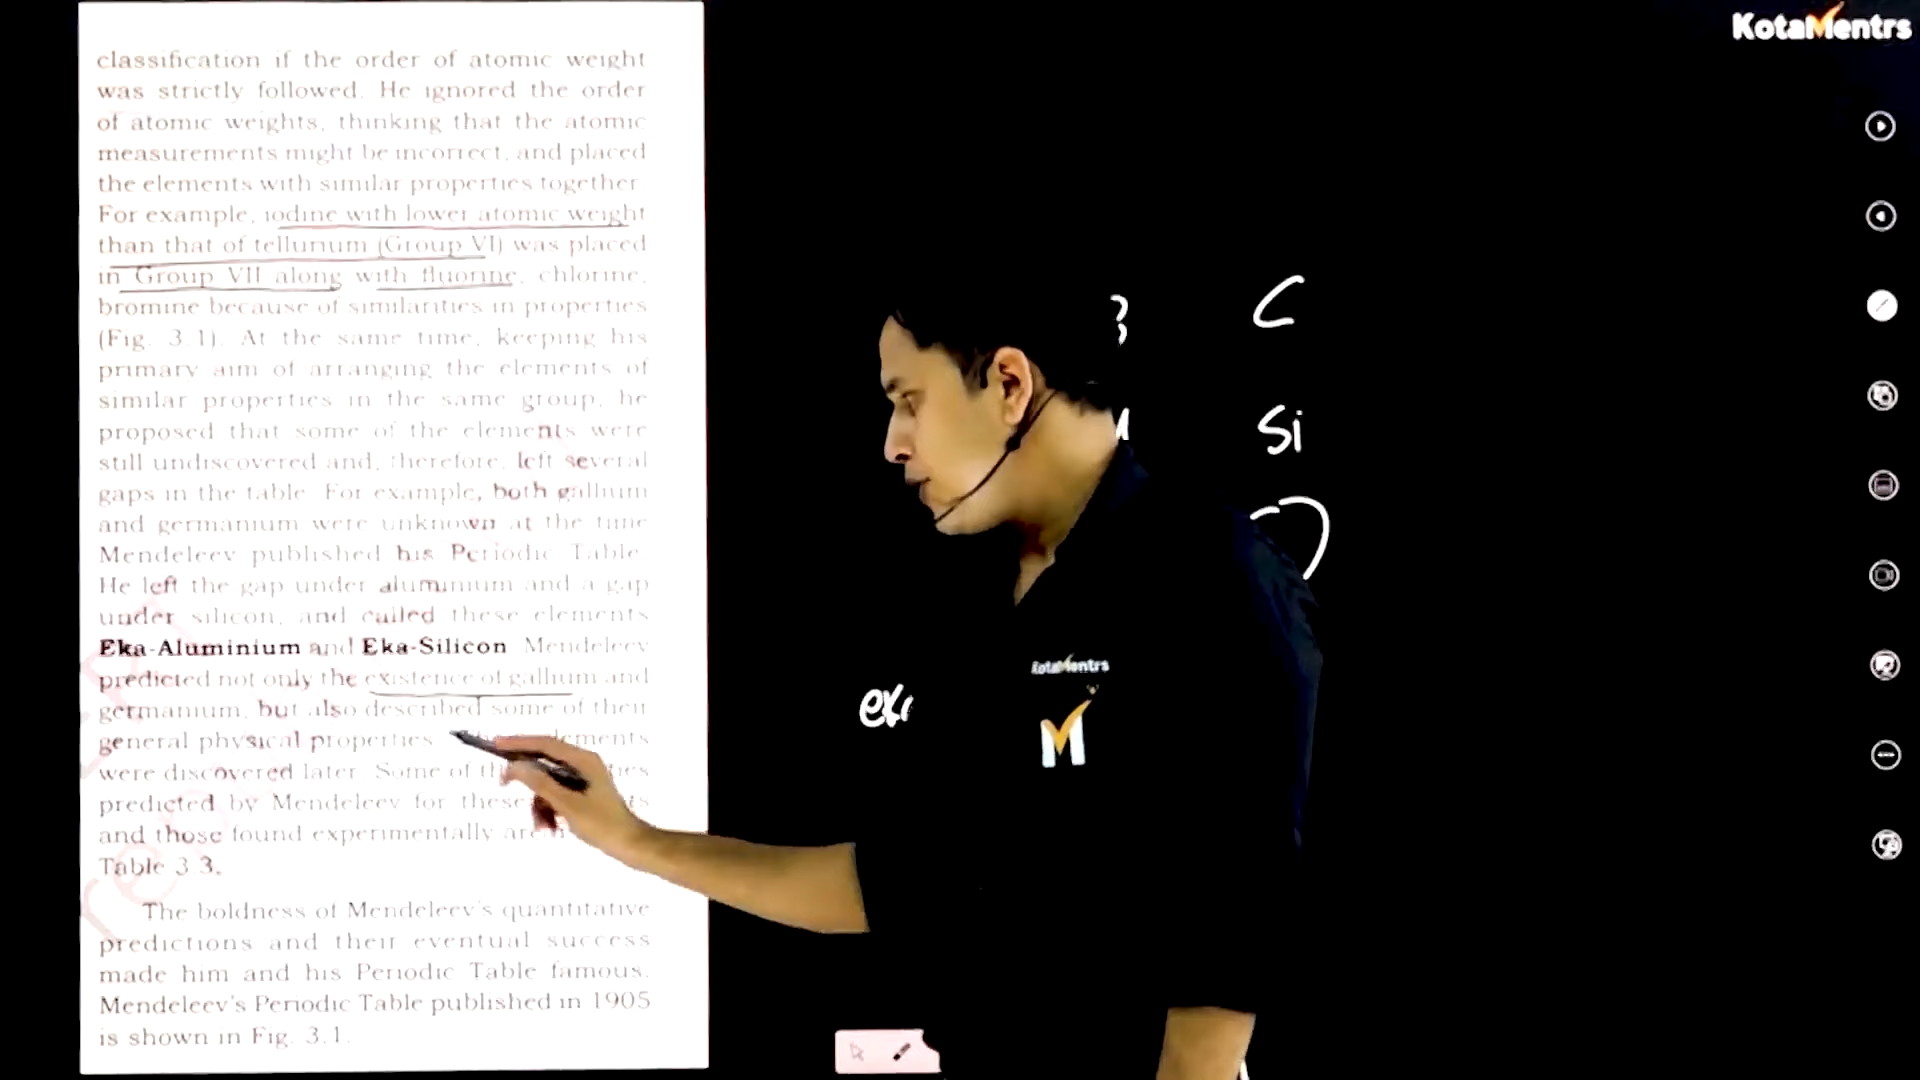 classification if the order of atomic weight
was strictly followed. He ignored the order
of atomic weights, thinking that the atomic
measurements might be incorrect, and placed
the elements with similar properties together.
For example, iodine with lower atomic weight
than that of tellurium (Group VI) was placed
in Group VII along with fluorine, chlorine,
bromine because of similarities in properties
(Fig. 3.1). At the same time, keeping his
primary aim of arranging the elements of
similar properties in the same group, he
proposed that some of the elements were
still undiscovered and, therefore, left several
gaps in the table. For example, both gallium
and germanium were unknown at the time
Mendeleev published his Periodic Table.
He left the gap under aluminium and a gap
under silicon, and called these elements
Eka-Aluminium and Eka-Silicon. Mendeleev
predicted not only the existence of gallium and
germanium, but also described some of their
general physical properties.
were discovered later. Some of
predicted by Mendeleev for these
and those found experimentally are
Table 3.3.
The boldness of Mendeleev's quantitative
predictions and their eventual success
made him and his Periodic Table famous.
Mendeleev's Periodic Table published in 1905
is shown in Fig. 3.1.
KotaMentrs
C
Si
KotaMentrs
M